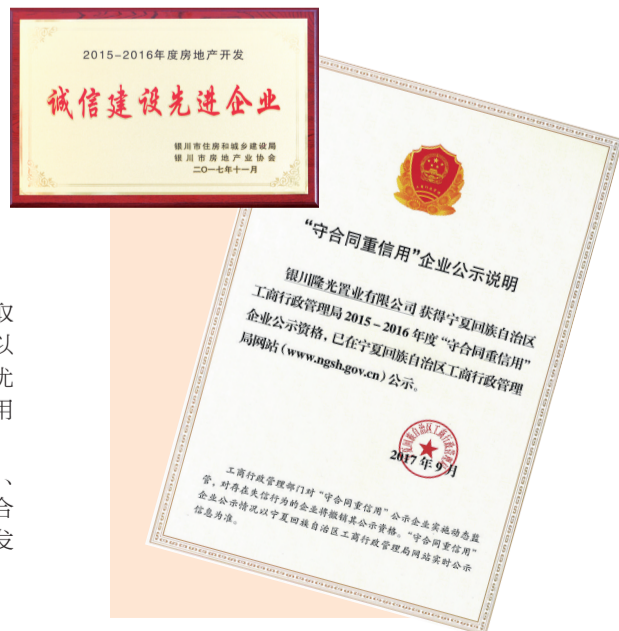 2015-2016年度房地产开发
诚信建设先进企业
银川市住房和城乡建设局
银川市房地产业协会
二〇一七年十一月
“守合同重信用”企业公示说明
银川隆光置业有限公司 获得宁夏回族自治区
工商行政管理局 2015－2016 年度“守合同重信用”
企业公示资格，已在宁夏回族自治区工商行政管理
局网站（www.ngsh.gov.cn）公示。
2017 年 9 月
工商行政管理部门对“守合同重信用”公示企业实施动态监
管，对存在失信行为的企业将撤销其公示资格。“守合同重信用”
企业公示情况以宁夏回族自治区工商行政管理局网站实时公示
信息为准。
取
以
优
用
、
合
发